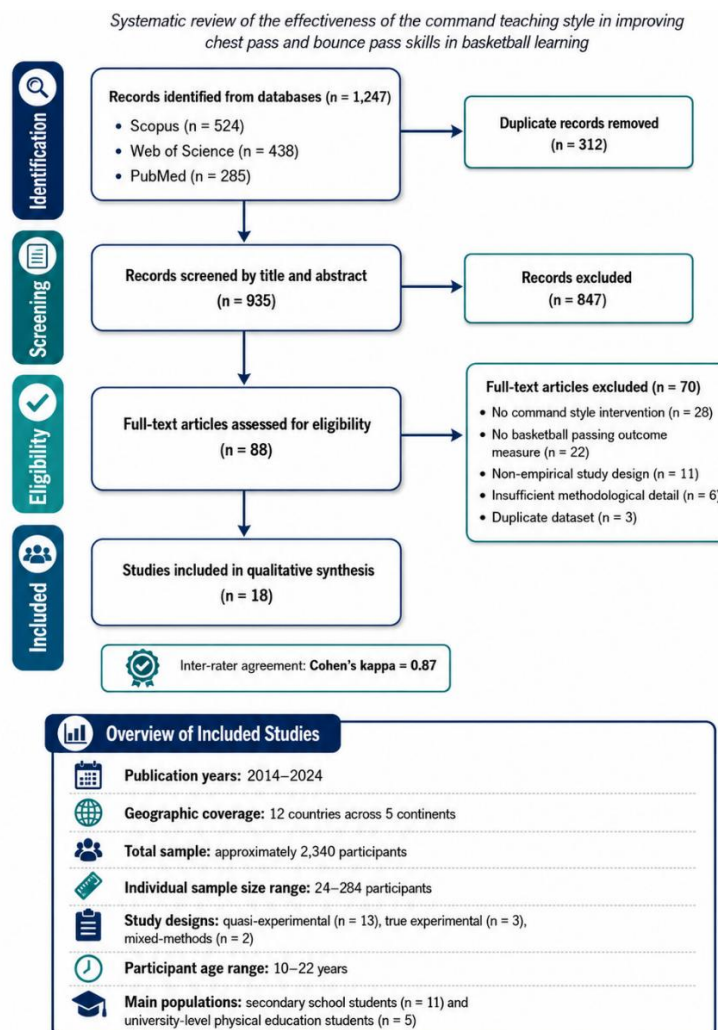 Systematic review of the effectiveness of the command teaching style in improving
chest pass and bounce pass skills in basketball learning
Identification
Records identified from databases (n = 1,247)
• Scopus (n = 524)
• Web of Science (n = 438)
• PubMed (n = 285)
Duplicate records removed
(n = 312)
Screening
Records screened by title and abstract
(n = 935)
Records excluded
(n = 847)
Eligibility
Full-text articles assessed for eligibility
(n = 88)
Full-text articles excluded (n = 70)
• No command style intervention (n = 28)
• No basketball passing outcome
measure (n = 22)
• Non-empirical study design (n = 11)
• Insufficient methodological detail (n = 6)
• Duplicate dataset (n = 3)
Included
Studies included in qualitative synthesis
(n = 18)
Inter-rater agreement: Cohen's kappa = 0.87
Overview of Included Studies
Publication years: 2014–2024
Geographic coverage: 12 countries across 5 continents
Total sample: approximately 2,340 participants
Individual sample size range: 24–284 participants
Study designs: quasi-experimental (n = 13), true experimental (n = 3),
mixed-methods (n = 2)
Participant age range: 10–22 years
Main populations: secondary school students (n = 11) and
university-level physical education students (n = 5)